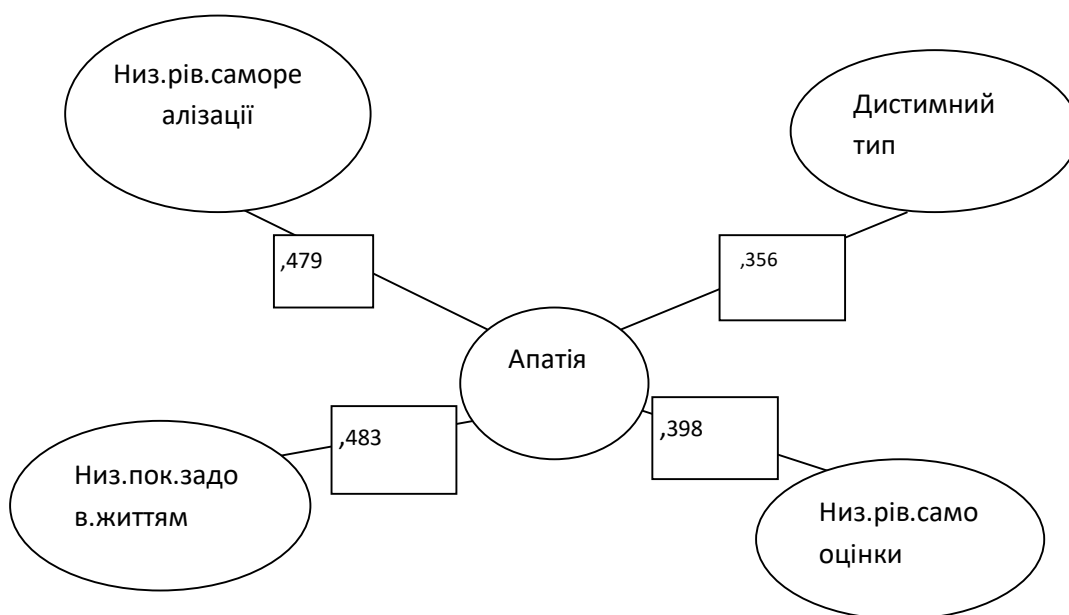 Низ.рів.саморе
алізації
Дистимний
тип
,479
,356
Апатія
,483
,398
Низ.пок.задо
в.життям
Низ.рів.само
оцінки